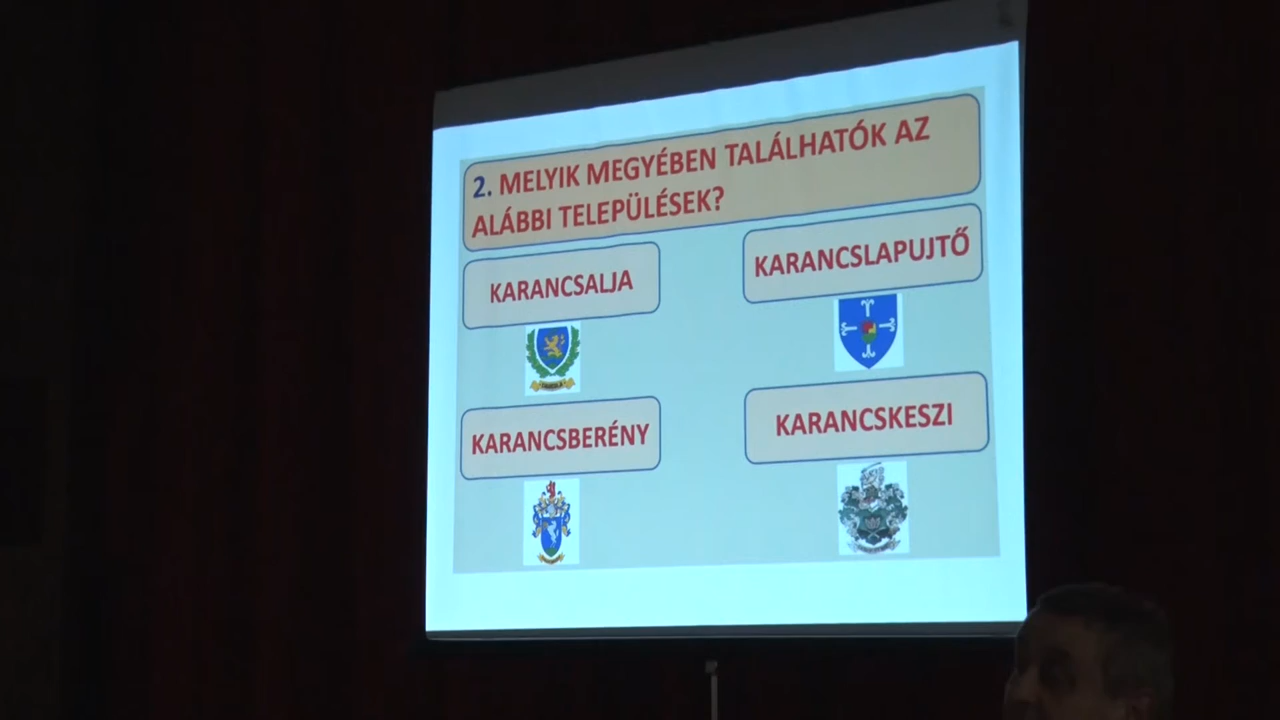 2. MELYIK MEGYÉBEN TALÁLHATÓK AZ
ALÁBBI TELEPÜLÉSEK?
KARANCSALJA
KARANCSLAPUJTŐ
KARANCSBERÉNY
KARANCSKESZI